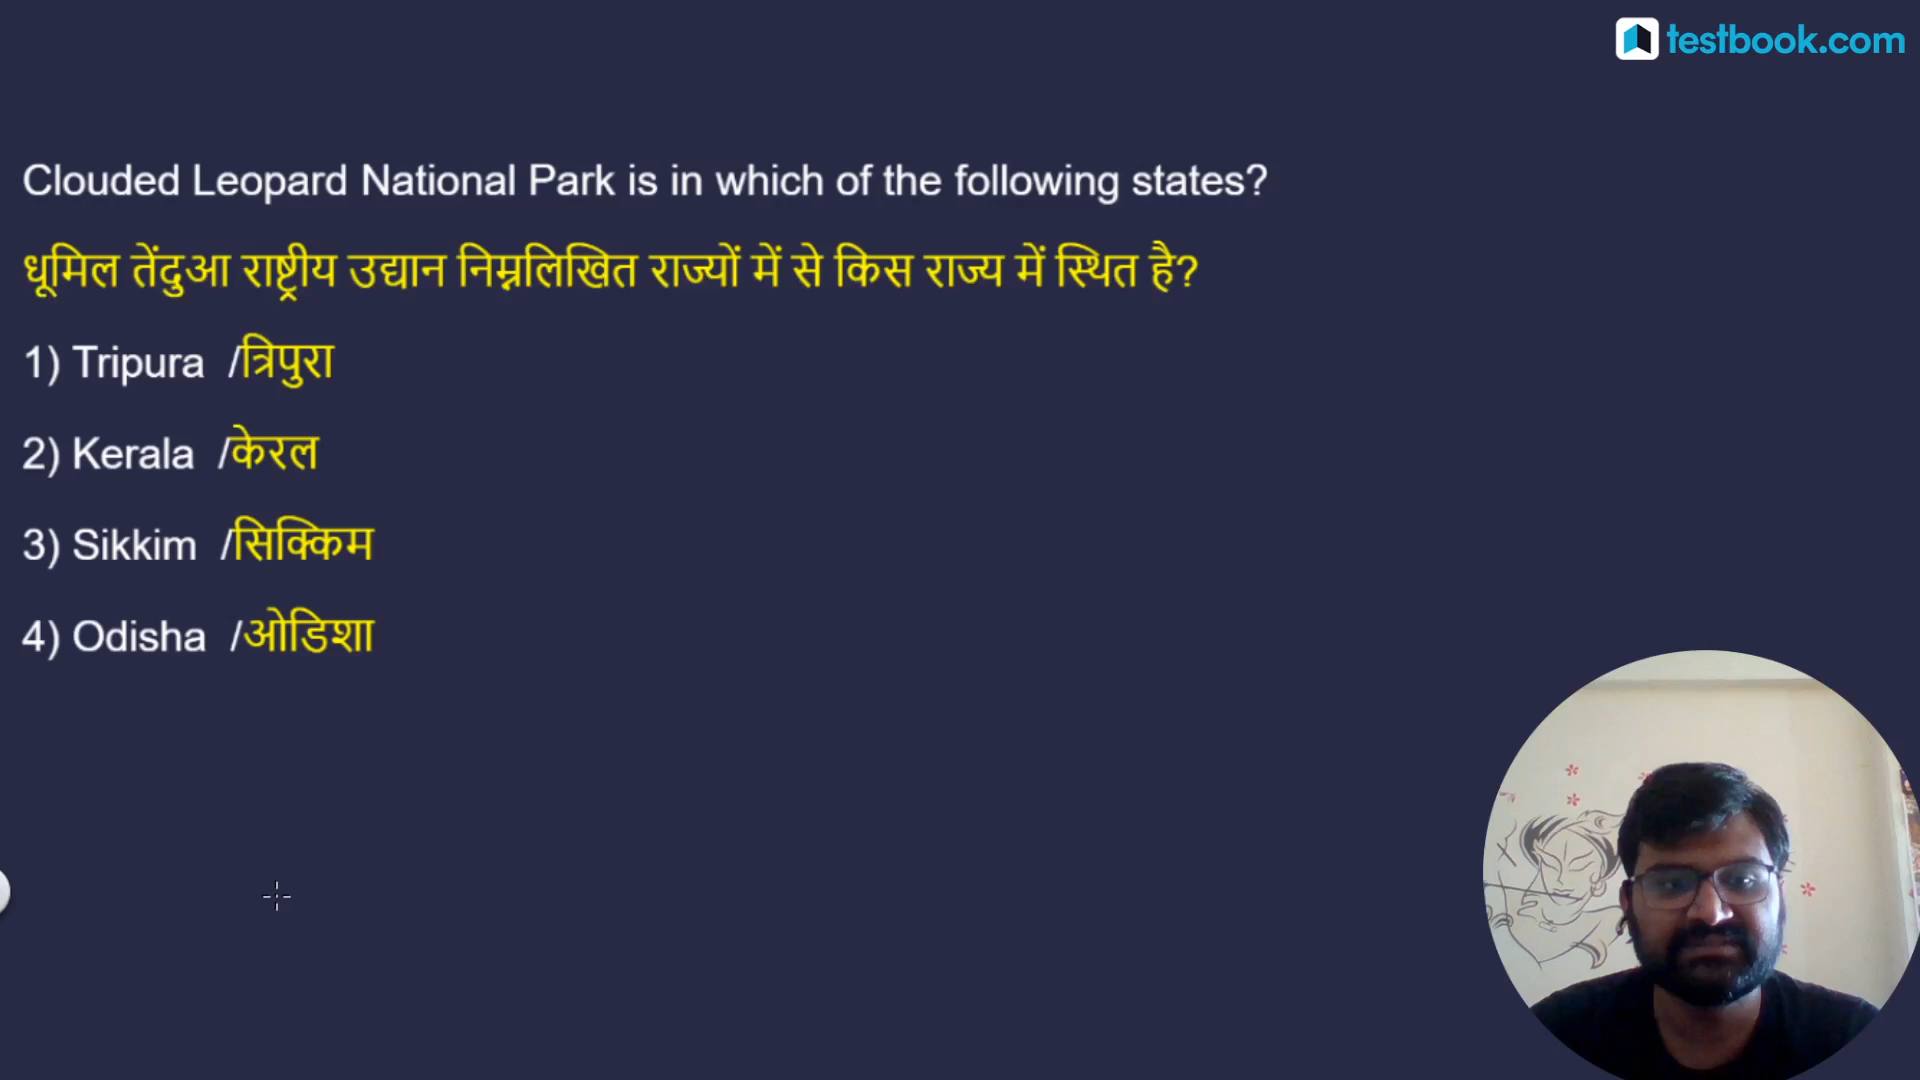 testbook.com
Clouded Leopard National Park is in which of the following states?
धूमिल तेंदुआ राष्ट्रीय उद्यान निम्नलिखित राज्यों में से किस राज्य में स्थित है?
1) Tripura /त्रिपुरा
2) Kerala /केरल
3) Sikkim /सिक्किम
4) Odisha /ओडिशा